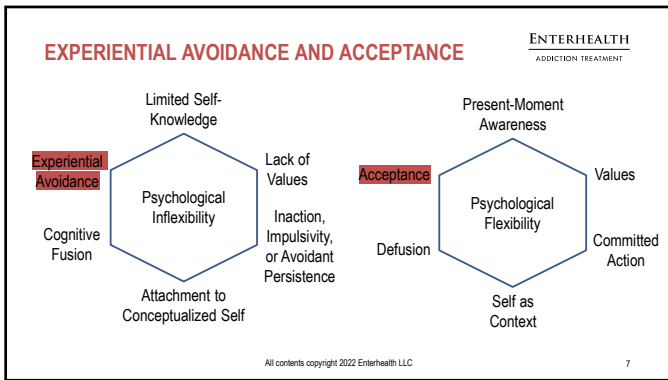 EXPERIENTIAL AVOIDANCE AND ACCEPTANCE
ENTERHEALTH
ADDICTION TREATMENT
Limited Self-
Knowledge
Experiential
Avoidance
Lack of
Values
Psychological
Inflexibility
Cognitive
Fusion
Inaction,
Impulsivity,
or Avoidant
Persistence
Attachment to
Conceptualized Self
Present-Moment
Awareness
Acceptance
Values
Psychological
Flexibility
Defusion
Committed
Action
Self as
Context
All contents copyright 2022 Enterhealth LLC
7